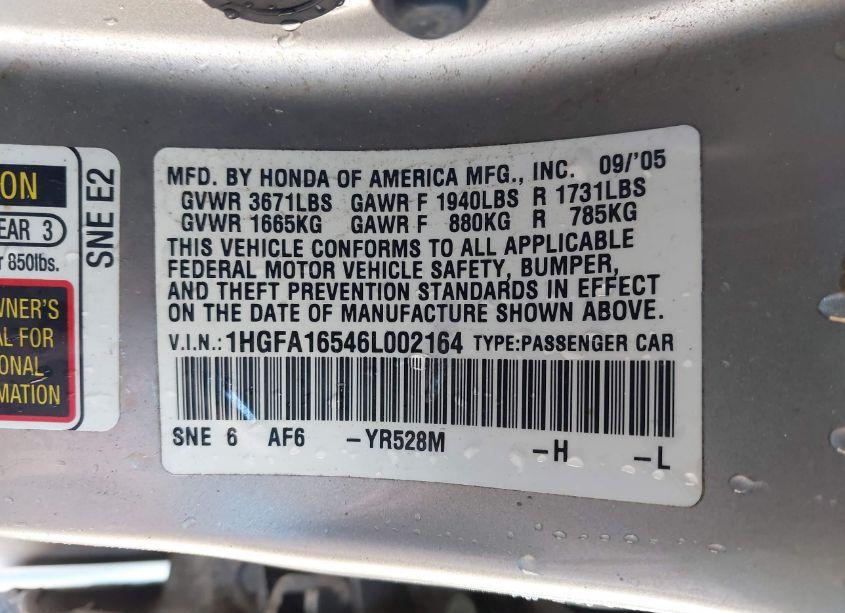 ON
EAR 3
850lbs.
WNER'S
AL FOR
ONAL
RMATION
SNE E2
MFD. BY HONDA OF AMERICA MFG., INC. 09/'05
GVWR 3671LBS GAWR F 1940LBS R 1731LBS
GVWR 1665KG GAWR F 880KG R 785KG
THIS VEHICLE CONFORMS TO ALL APPLICABLE
FEDERAL MOTOR VEHICLE SAFETY, BUMPER,
AND THEFT PREVENTION STANDARDS IN EFFECT
ON THE DATE OF MANUFACTURE SHOWN ABOVE.
V.I.N.: 1HGFA16546L002164 TYPE:PASSENGER CAR
SNE 6 AF6 -YR528M -H -L